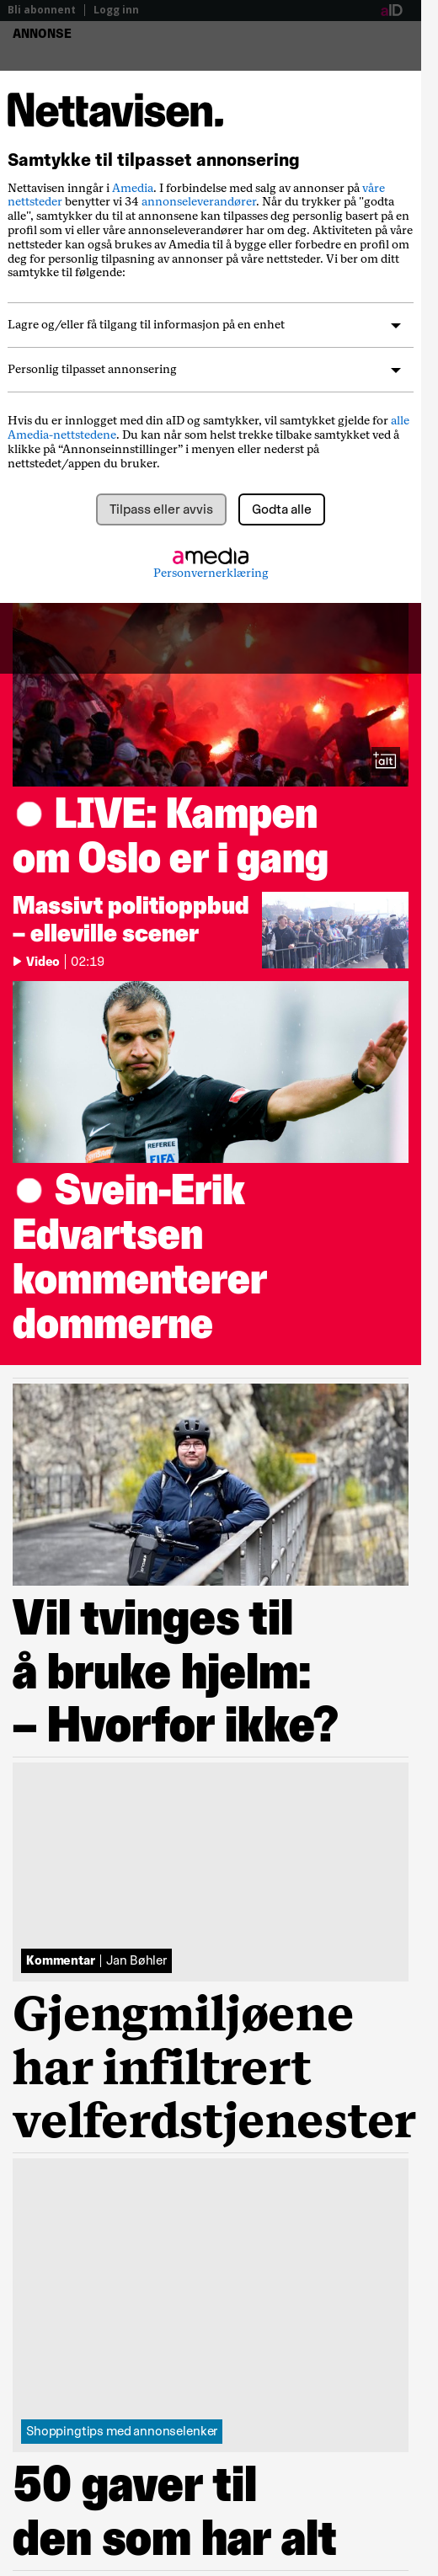 Bli abonnent | Logg inn
aID
ANNONSE
Nettavisen.
Samtykke til tilpasset annonsering
Nettavisen inngår i Amedia. I forbindelse med salg av annonser på våre
nettsteder benytter vi 34 annonseleverandører. Når du trykker på "godta
alle", samtykker du til at annonsene kan tilpasses deg personlig basert på en
profil som vi eller våre annonseleverandører har om deg. Aktiviteten på våre
nettsteder kan også brukes av Amedia til å bygge eller forbedre en profil om
deg for personlig tilpasning av annonser på våre nettsteder. Vi ber om ditt
samtykke til følgende:
Lagre og/eller få tilgang til informasjon på en enhet
Personlig tilpasset annonsering
Hvis du er innlogget med din aID og samtykker, vil samtykket gjelde for alle
Amedia-nettstedene. Du kan når som helst trekke tilbake samtykket ved å
klikke på “Annonseinnstillinger” i menyen eller nederst på
nettstedet/appen du bruker.
Tilpass eller avvis
Godta alle
amedia
Personvernerklæring
+alt
LIVE: Kampen
om Oslo er i gang
Massivt politioppbud
– elleville scener
Video | 02:19
REFEREE
FIFA
Svein-Erik
Edvartsen
kommenterer
dommerne
Vil tvinges til
å bruke hjelm:
– Hvorfor ikke?
Kommentar | Jan Bøhler
Gjengmiljøene
har infiltrert
velferdstjenester
Shoppingtips med annonselenker
50 gaver til
den som har alt